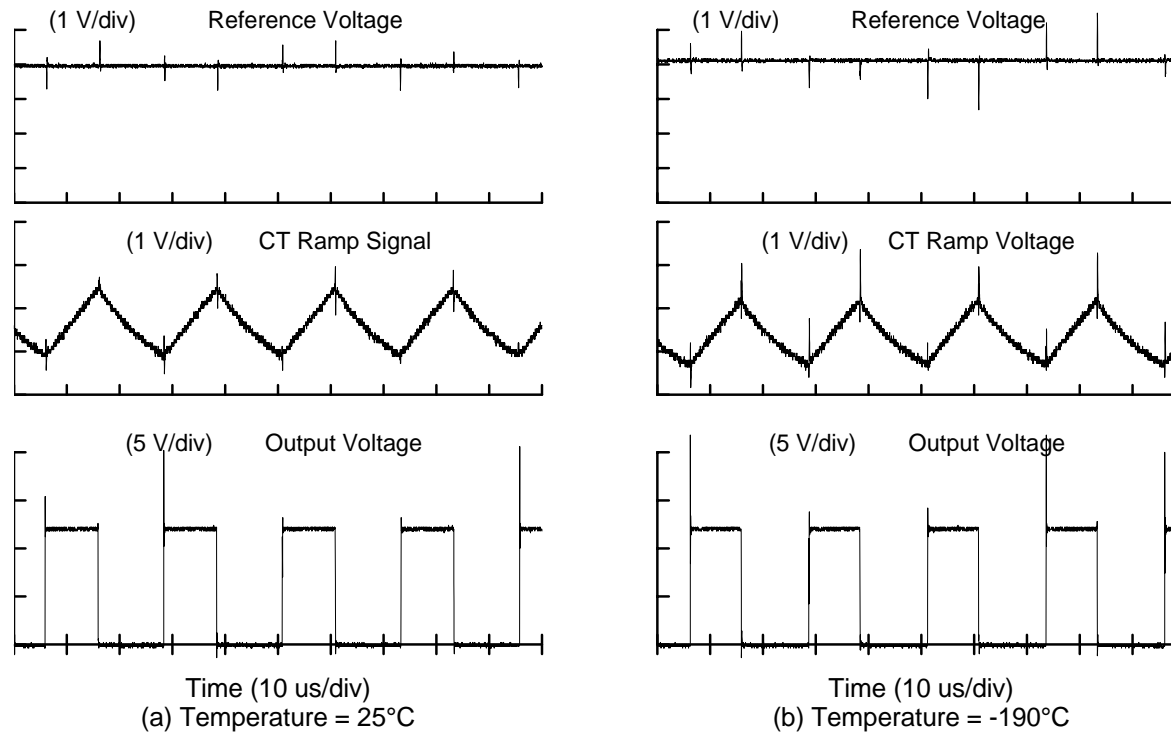 (1 V/div) Reference Voltage
(1 V/div) CT Ramp Signal
(5 V/div) Output Voltage
Time (10 us/div)
(a) Temperature = 25°C
(1 V/div) Reference Voltage
(1 V/div) CT Ramp Voltage
(5 V/div) Output Voltage
Time (10 us/div)
(b) Temperature = -190°C